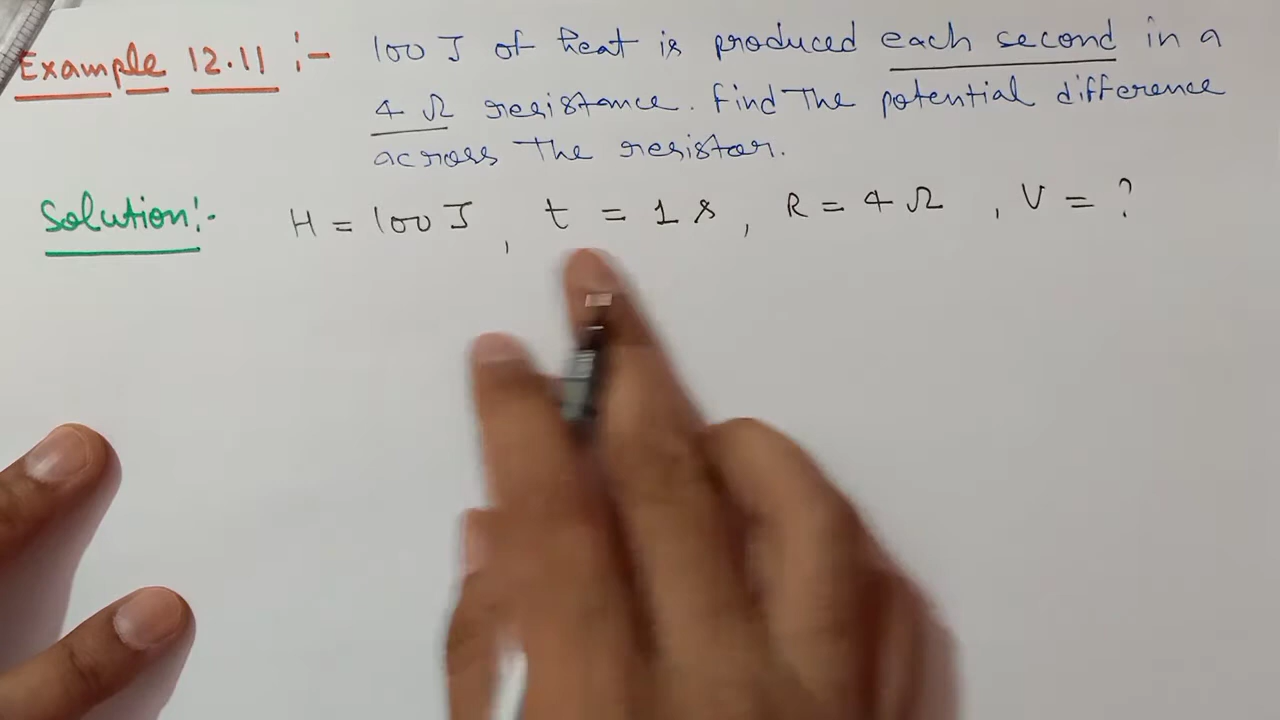 Example 12.11 :- 100 J of heat is produced each second in a
4 Ω resistance. Find The potential difference
across The resistor.
Solution:- H = 100 J , t = 1 s , R = 4 Ω , V = ?